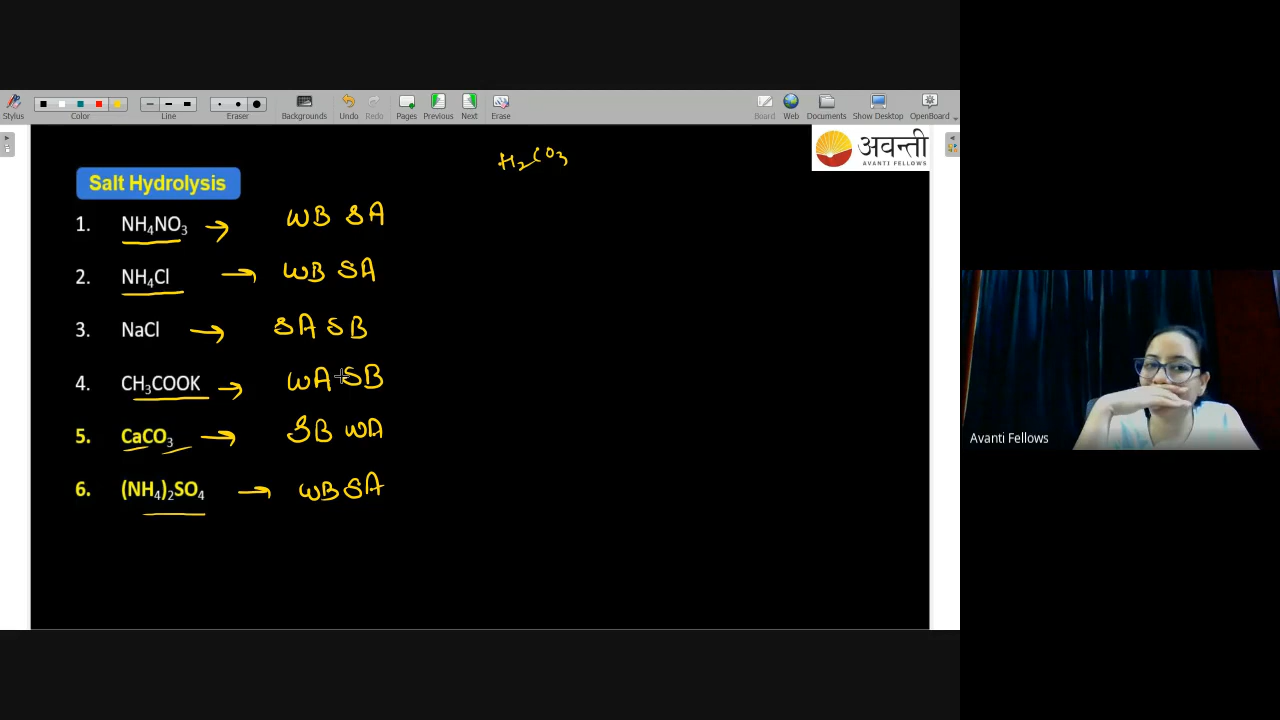 Stylus Color Line Eraser Backgrounds Undo Redo Pages Previous Next Erase Board Web Documents Show Desktop OpenBoard
H₂CO₃
अवन्ती
AVANTI FELLOWS
Salt Hydrolysis
1. NH₄NO₃ → WB SA
2. NH₄Cl → WB SA
3. NaCl → SA SB
4. CH₃COOK → WA SB
5. CaCO₃ → SB WA
6. (NH₄)₂SO₄ → WB SA
Avanti Fellows